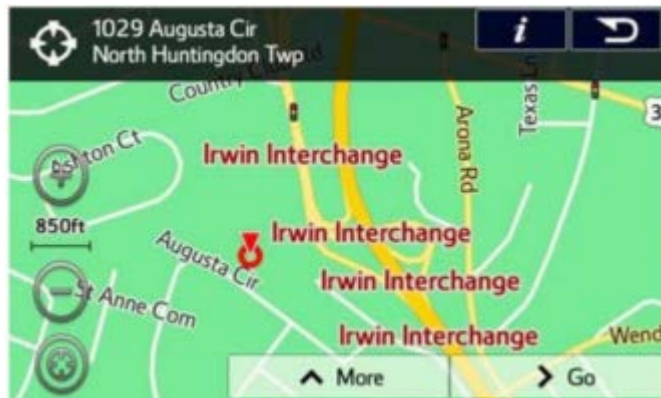 1029 Augusta Cir
North Huntingdon Twp
i
Texas Ln
3
Ashton Ct
Irwin Interchange
Arona Rd
850ft
Irwin Interchange
Augusta Cir
Irwin Interchange
St Anne Com
Irwin Interchange
Wend
More
Go